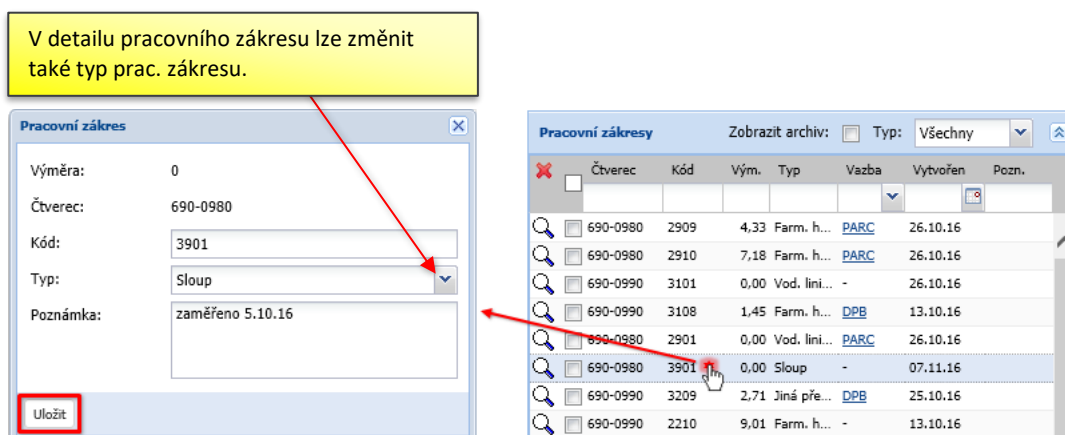 V detailu pracovního zákresu lze změnit
také typ prac. zákresu.
Pracovní zákres
Výměra: 0
Čtverec: 690-0980
Kód: 3901
Typ: Sloup
Poznámka: zaměřeno 5.10.16
Uložit
Pracovní zákresy Zobrazit archiv: Typ: Všechny
Čtverec Kód Vým. Typ Vazba Vytvořen Pozn.
690-0980 2909 4,33 Farm. h... PARC 26.10.16
690-0980 2910 7,18 Farm. h... PARC 26.10.16
690-0990 3101 0,00 Vod. lini... - 26.10.16
690-0990 3108 1,45 Farm. h... DPB 13.10.16
690-0980 2901 0,00 Vod. lini... PARC 26.10.16
690-0980 3901 0,00 Sloup - 07.11.16
690-0990 3209 2,71 Jiná pře... DPB 25.10.16
690-0990 2210 9,01 Farm. h... - 13.10.16